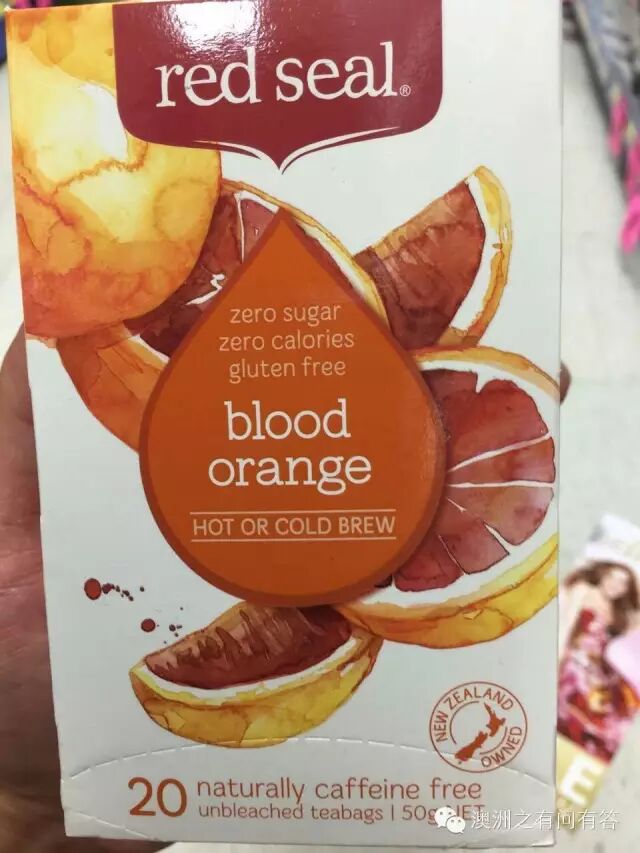 red seal®
zero sugar
zero calories
gluten free
blood
orange
HOT OR COLD BREW
NEW ZEALAND
OWNED
20 naturally caffeine free
unbleached teabags | 50g NET
澳洲之有问有答